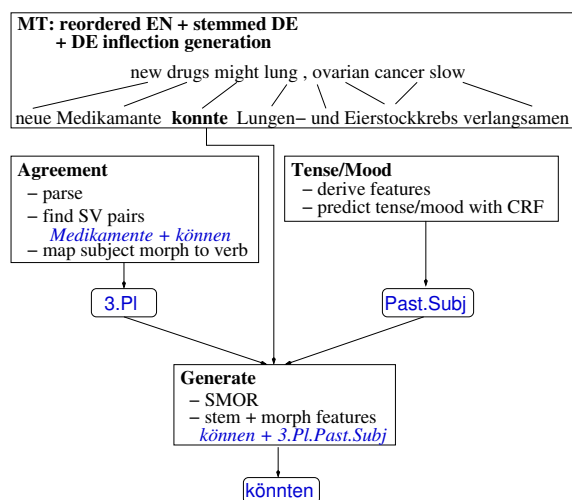 MT: reordered EN + stemmed DE
+ DE inflection generation
new drugs might lung , ovarian cancer slow
neue Medikamante konnte Lungen− und Eierstockkrebs verlangsamen
Agreement
− parse
− find SV pairs
Medikamente + können
− map subject morph to verb
Tense/Mood
− derive features
− predict tense/mood with CRF
3.Pl
Past.Subj
Generate
− SMOR
− stem + morph features
können + 3.Pl.Past.Subj
könnten